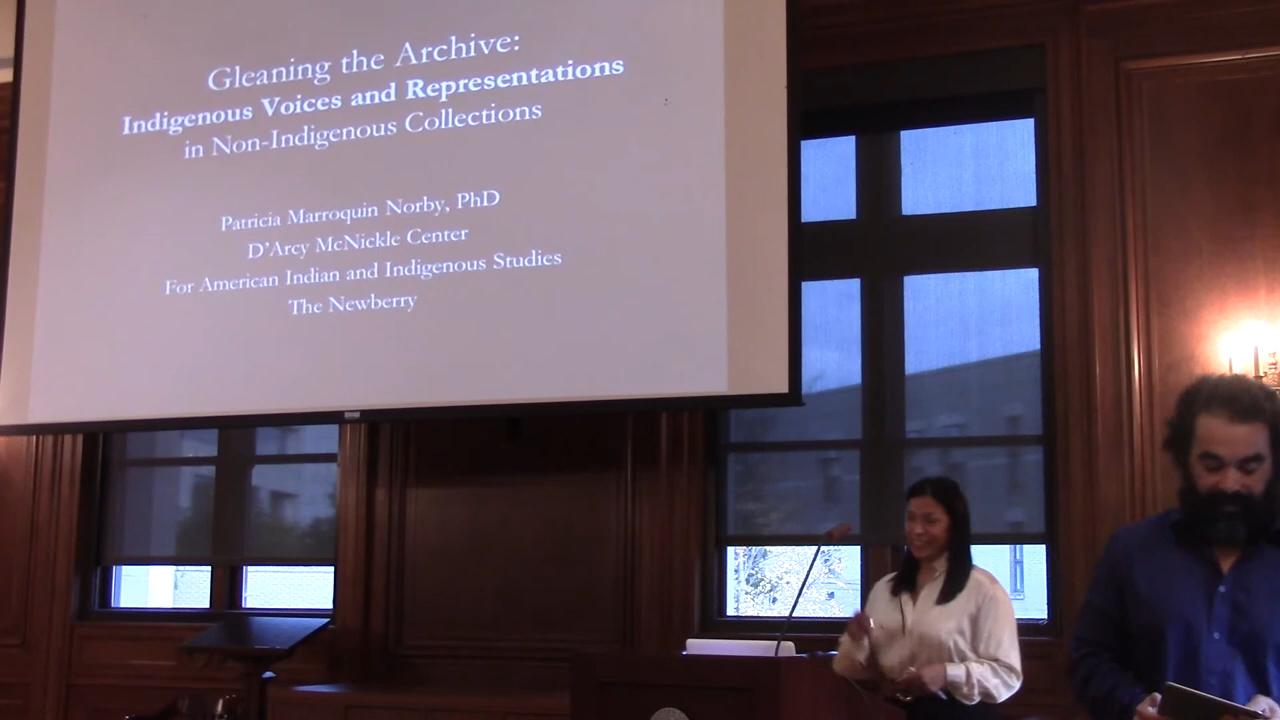 Gleaning the Archive:
Indigenous Voices and Representations
in Non-Indigenous Collections
Patricia Marroquin Norby, PhD
D'Arcy McNickle Center
For American Indian and Indigenous Studies
The Newberry